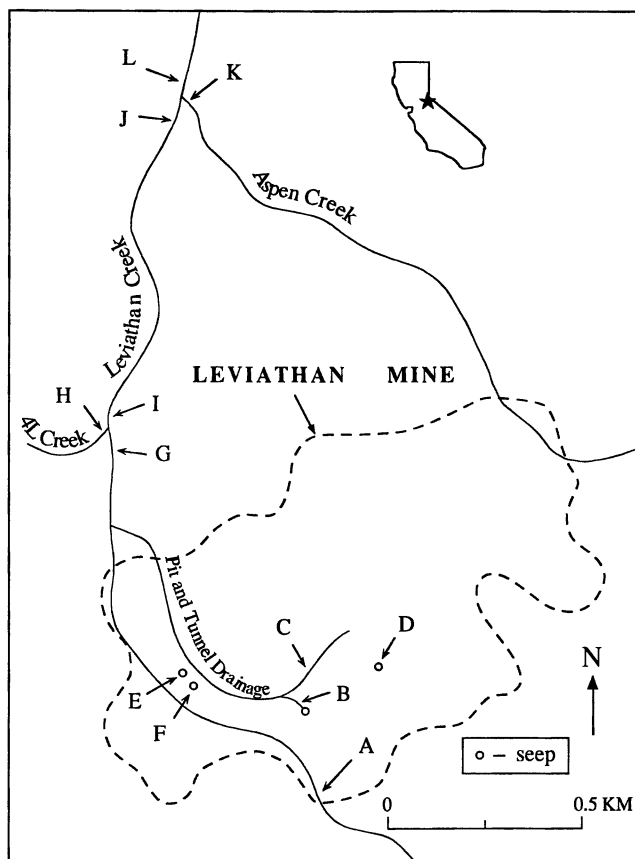 L
K
J
Aspen Creek
Leviathan Creek
LEVIATHAN MINE
H
I
4L Creek
G
Pit and Tunnel Drainage
C
D
N
E
B
F
A
– seep
0
0.5 KM